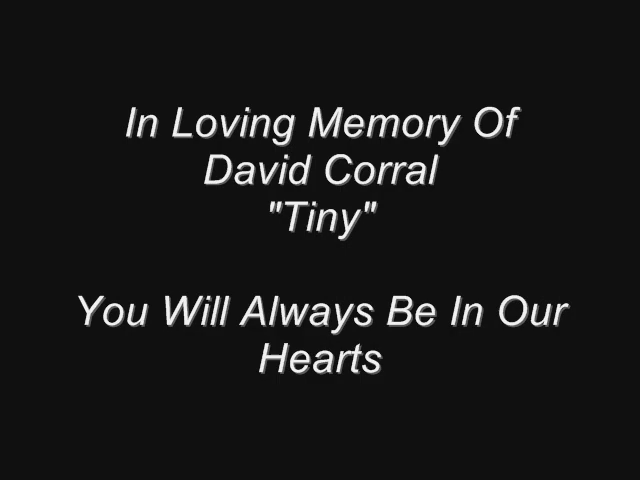 In Loving Memory Of
David Corral
"Tiny"
You Will Always Be In Our
Hearts